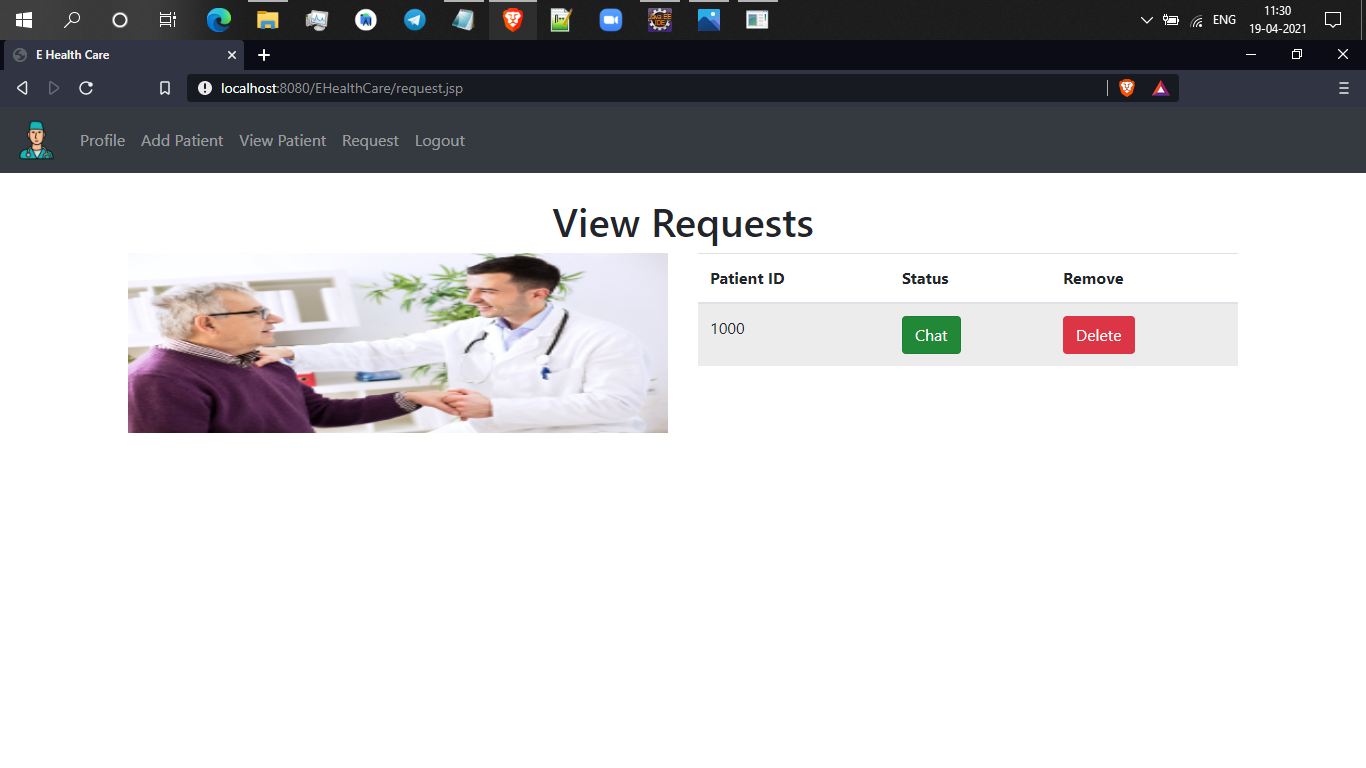 11:30
ENG
19-04-2021
E Health Care
localhost:8080/EHealthCare/request.jsp
Profile Add Patient View Patient Request Logout
View Requests
Patient ID Status Remove
1000 Chat Delete